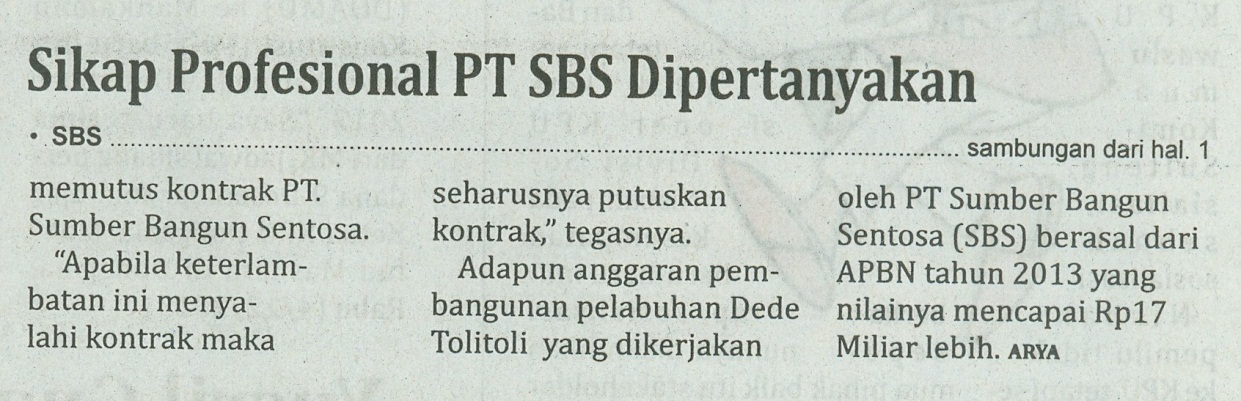 Sikap Profesional PT SBS Dipertanyakan
• SBS ........................................................................ sambungan dari hal. 1
memutus kontrak PT.
Sumber Bangun Sentosa.
“Apabila keterlam-
batan ini menya-
lahi kontrak maka
seharusnya putuskan
kontrak,” tegasnya.
Adapun anggaran pem-
bangunan pelabuhan Dede
Tolitoli yang dikerjakan
oleh PT Sumber Bangun
Sentosa (SBS) berasal dari
APBN tahun 2013 yang
nilainya mencapai Rp17
Miliar lebih. ARYA